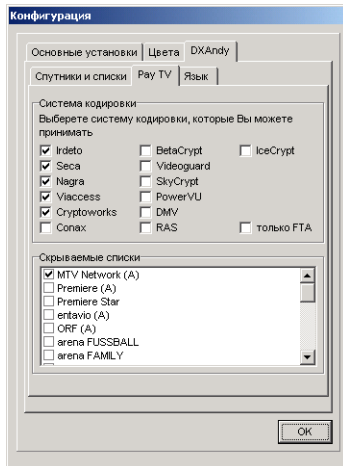 Конфигурация
Основные установки Цвета DXAndy
Спутники и списки Pay TV Язык
Система кодировки
Выберете систему кодировки, которые Вы можете
принимать
Irdeto BetaCrypt IceCrypt
Seca Videoguard
Nagra SkyCrypt
Viaccess PowerVU
Cryptoworks DMV
Conax RAS только FTA
Скрываемые списки
MTV Network (A)
Premiere (A)
Premiere Star
entavio (A)
ORF (A)
arena FUSSBALL
arena FAMILY
OK